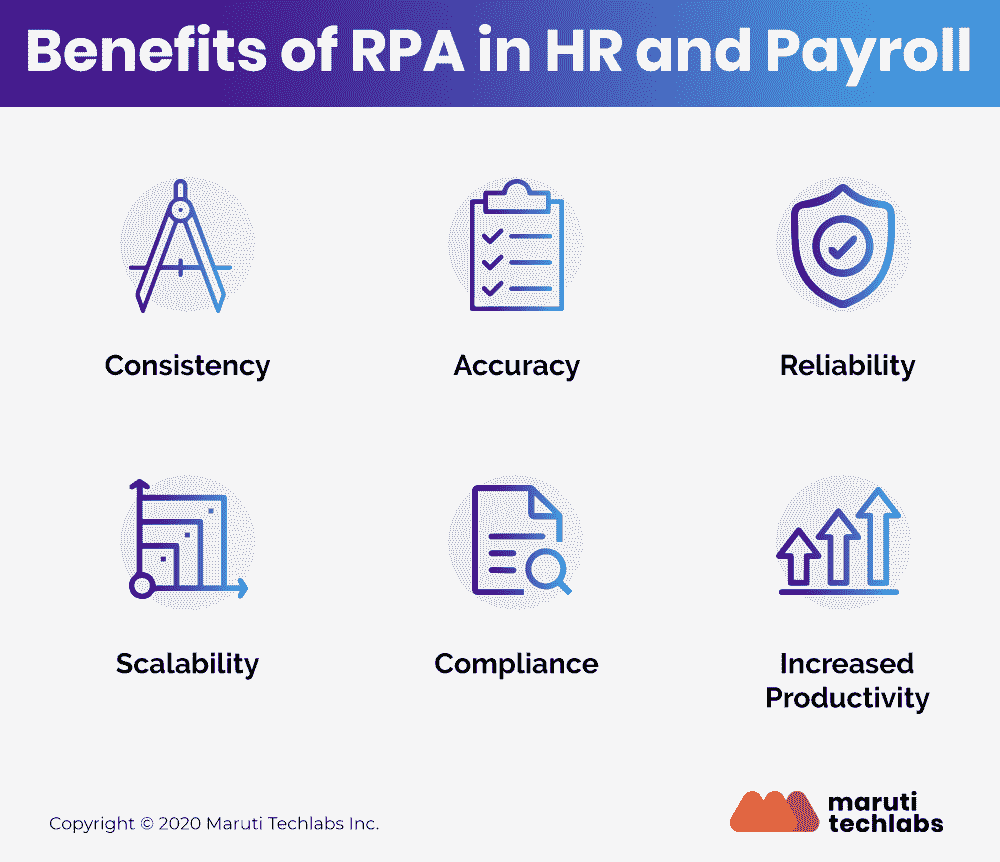 Benefits of RPA in HR and Payroll
Consistency
Accuracy
Reliability
Scalability
Compliance
Increased
Productivity
Copyright © 2020 Maruti Techlabs Inc.
maruti
techlabs